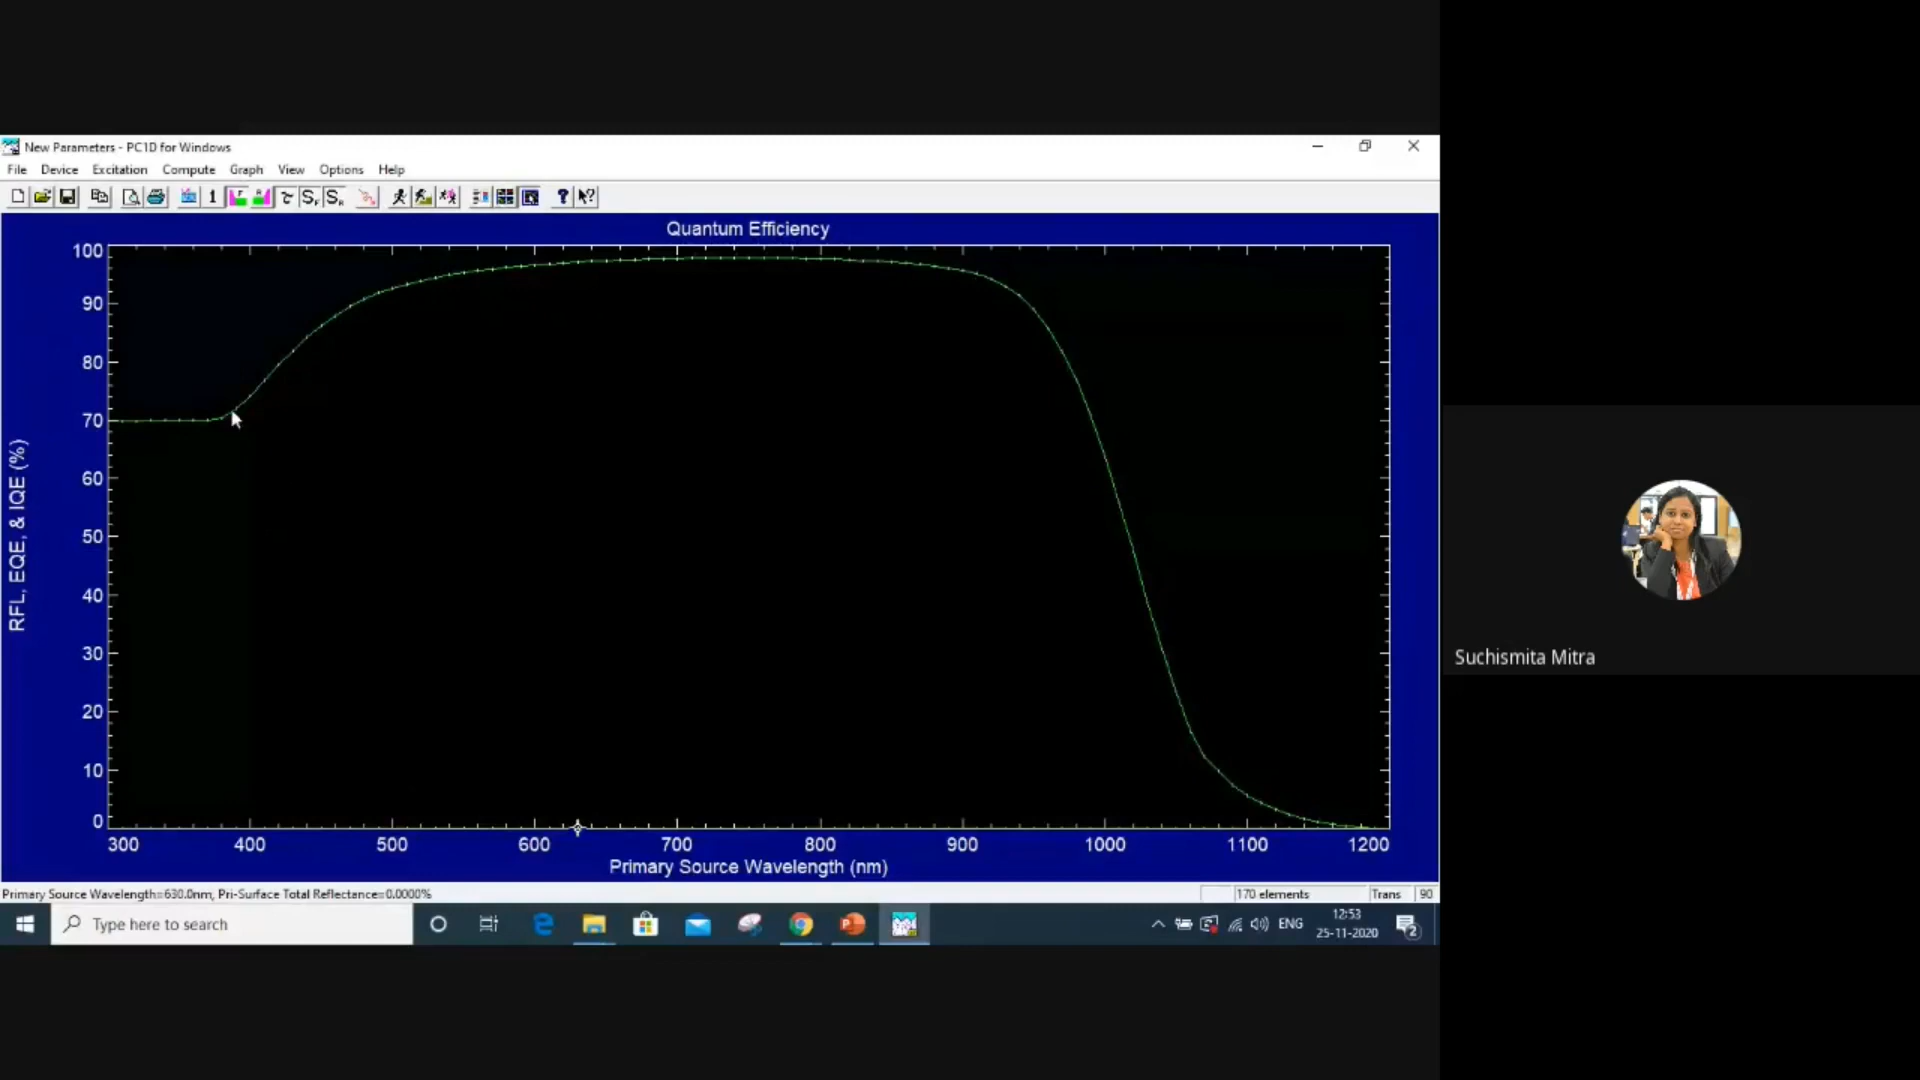 New Parameters - PC1D for Windows
File Device Excitation Compute Graph View Options Help
1
Quantum Efficiency
100
90
80
70
60
50
40
30
20
10
0
RFL, EQE, & IQE (%)
300 400 500 600 700 800 900 1000 1100 1200
Primary Source Wavelength (nm)
Primary Source Wavelength=630.0nm, Pri-Surface Total Reflectance=0.0000%
170 elements Trans 90
Type here to search
ENG
12:53
25-11-2020
2
Suchismita Mitra